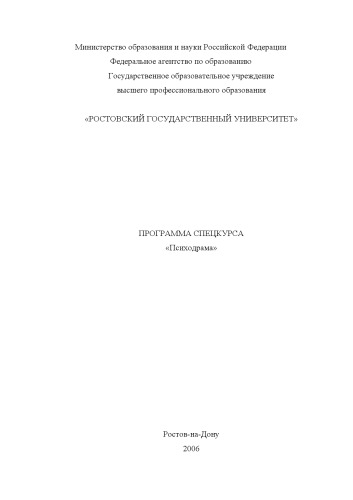 Министерство образования и науки Российской Федерации
Федеральное агентство по образованию
Государственное образовательное учреждение
высшего профессионального образования
«РОСТОВСКИЙ ГОСУДАРСТВЕННЫЙ УНИВЕРСИТЕТ»
ПРОГРАММА СПЕЦКУРСА
«Психодрама»
Ростов-на-Дону
2006